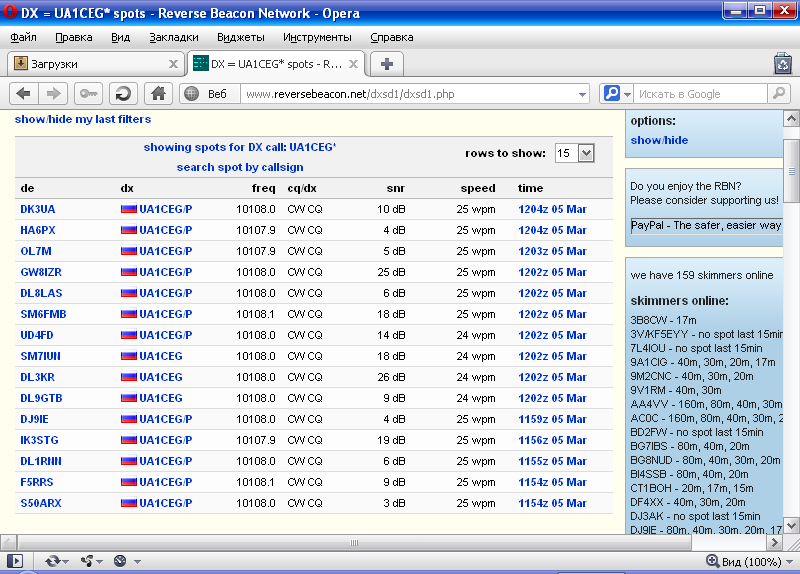 DX = UA1CEG* spots - Reverse Beacon Network - Opera
Файл Правка Вид Закладки Виджеты Инструменты Справка
Загрузки
DX = UA1CEG* spots - R...
Веб
www.reversebeacon.net/dxsd1/dxsd1.php
Искать в Google
show/hide my last filters
showing spots for DX call: UA1CEG*
search spot by callsign
rows to show: 15
de dx freq cq/dx snr speed time
DK3UA UA1CEG/P 10108.0 CW CQ 10 dB 25 wpm 1204z 05 Mar
HA6PX UA1CEG/P 10107.9 CW CQ 4 dB 25 wpm 1204z 05 Mar
OL7M UA1CEG/P 10107.9 CW CQ 5 dB 25 wpm 1203z 05 Mar
GW8IZR UA1CEG/P 10108.0 CW CQ 25 dB 25 wpm 1202z 05 Mar
DL8LAS UA1CEG/P 10108.0 CW CQ 6 dB 25 wpm 1202z 05 Mar
SM6FMB UA1CEG/P 10108.1 CW CQ 18 dB 25 wpm 1202z 05 Mar
UD4FD UA1CEG/P 10108.0 CW CQ 14 dB 24 wpm 1202z 05 Mar
SM7IUN UA1CEG 10108.0 CW CQ 18 dB 24 wpm 1202z 05 Mar
DL3KR UA1CEG 10108.0 CW CQ 26 dB 24 wpm 1202z 05 Mar
DL9GTB UA1CEG 10108.0 CW CQ 9 dB 24 wpm 1202z 05 Mar
DJ9IE UA1CEG/P 10108.0 CW CQ 4 dB 25 wpm 1159z 05 Mar
IK3STG UA1CEG/P 10107.9 CW CQ 19 dB 25 wpm 1156z 05 Mar
DL1RNN UA1CEG/P 10108.0 CW CQ 6 dB 25 wpm 1155z 05 Mar
F5RRS UA1CEG/P 10108.1 CW CQ 9 dB 25 wpm 1154z 05 Mar
S50ARX UA1CEG/P 10108.0 CW CQ 3 dB 25 wpm 1154z 05 Mar
options:
show/hide
Do you enjoy the RBN?
Please consider supporting us!
PayPal - The safer, easier way
we have 159 skimmers online
skimmers online:
3B8CW - 17m
3V/KF5EYY - no spot last 15min
7L4IOU - no spot last 15min
9A1CIG - 40m, 30m, 20m, 17m
9M2CNC - 40m, 30m, 20m
9V1RM - 40m, 30m
AA4VV - 160m, 80m, 40m, 30m
AC0C - 160m, 80m, 40m, 30m, 2
BD2FW - no spot last 15min
BG7IBS - 80m, 40m, 30m
BG8NUD - 80m, 40m, 30m, 20m
BI4SSB - 80m, 40m, 20m
CT1BOH - 20m, 17m, 15m
DF4XX - 40m, 30m, 20m
DJ3AK - no spot last 15min
DJ9IE - 80m, 40m, 30m, 20m, 17
Вид (100%)